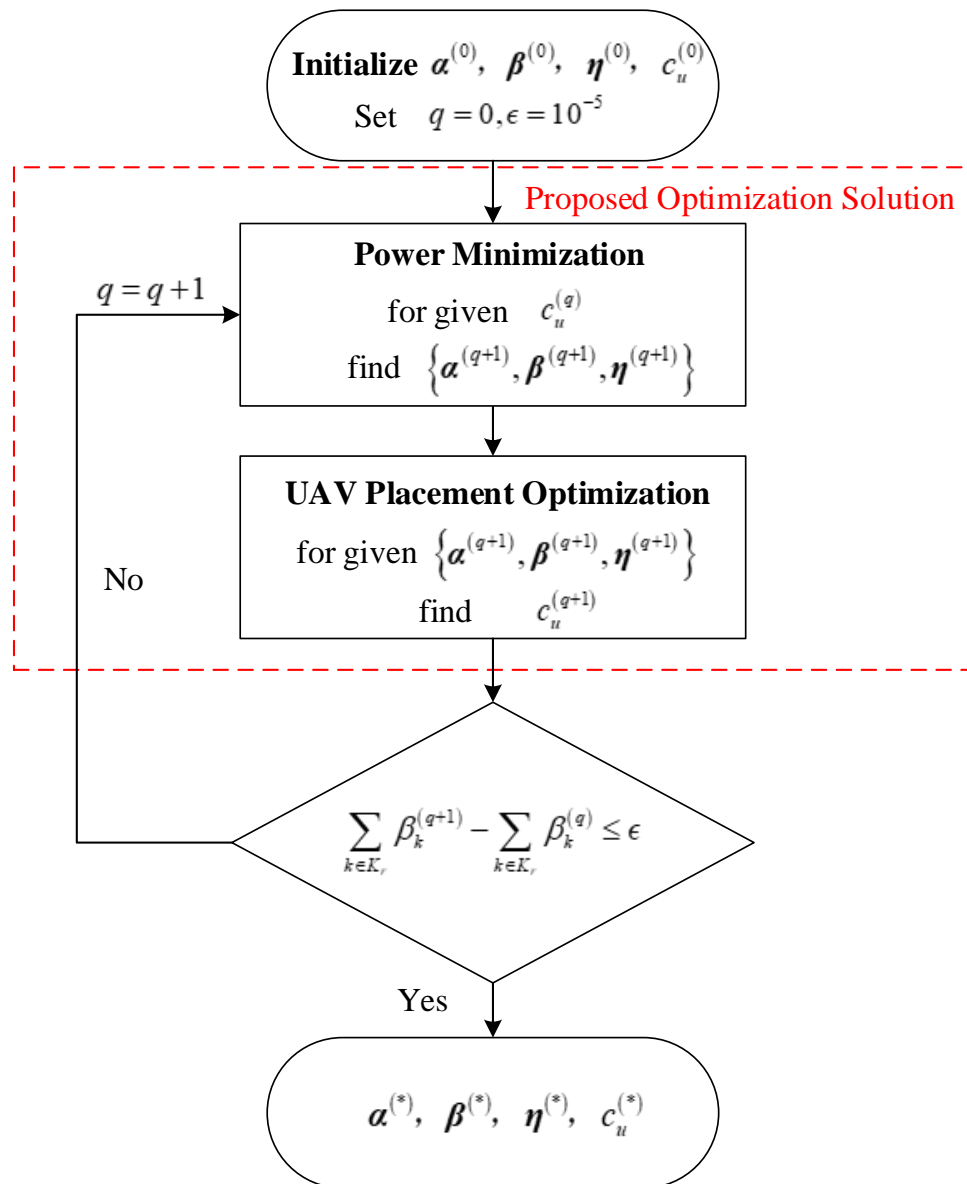 Initialize α^(0), β^(0), η^(0), c_u^(0)
Set q = 0, ϵ = 10^−5
Proposed Optimization Solution
Power Minimization
for given c_u^(q)
find {α^(q+1), β^(q+1), η^(q+1)}
q = q +1
UAV Placement Optimization
for given {α^(q+1), β^(q+1), η^(q+1)}
find c_u^(q+1)
No
∑_{k∈K_r} β_k^(q+1) − ∑_{k∈K_r} β_k^(q) ≤ ϵ
Yes
α^(*), β^(*), η^(*), c_u^(*)